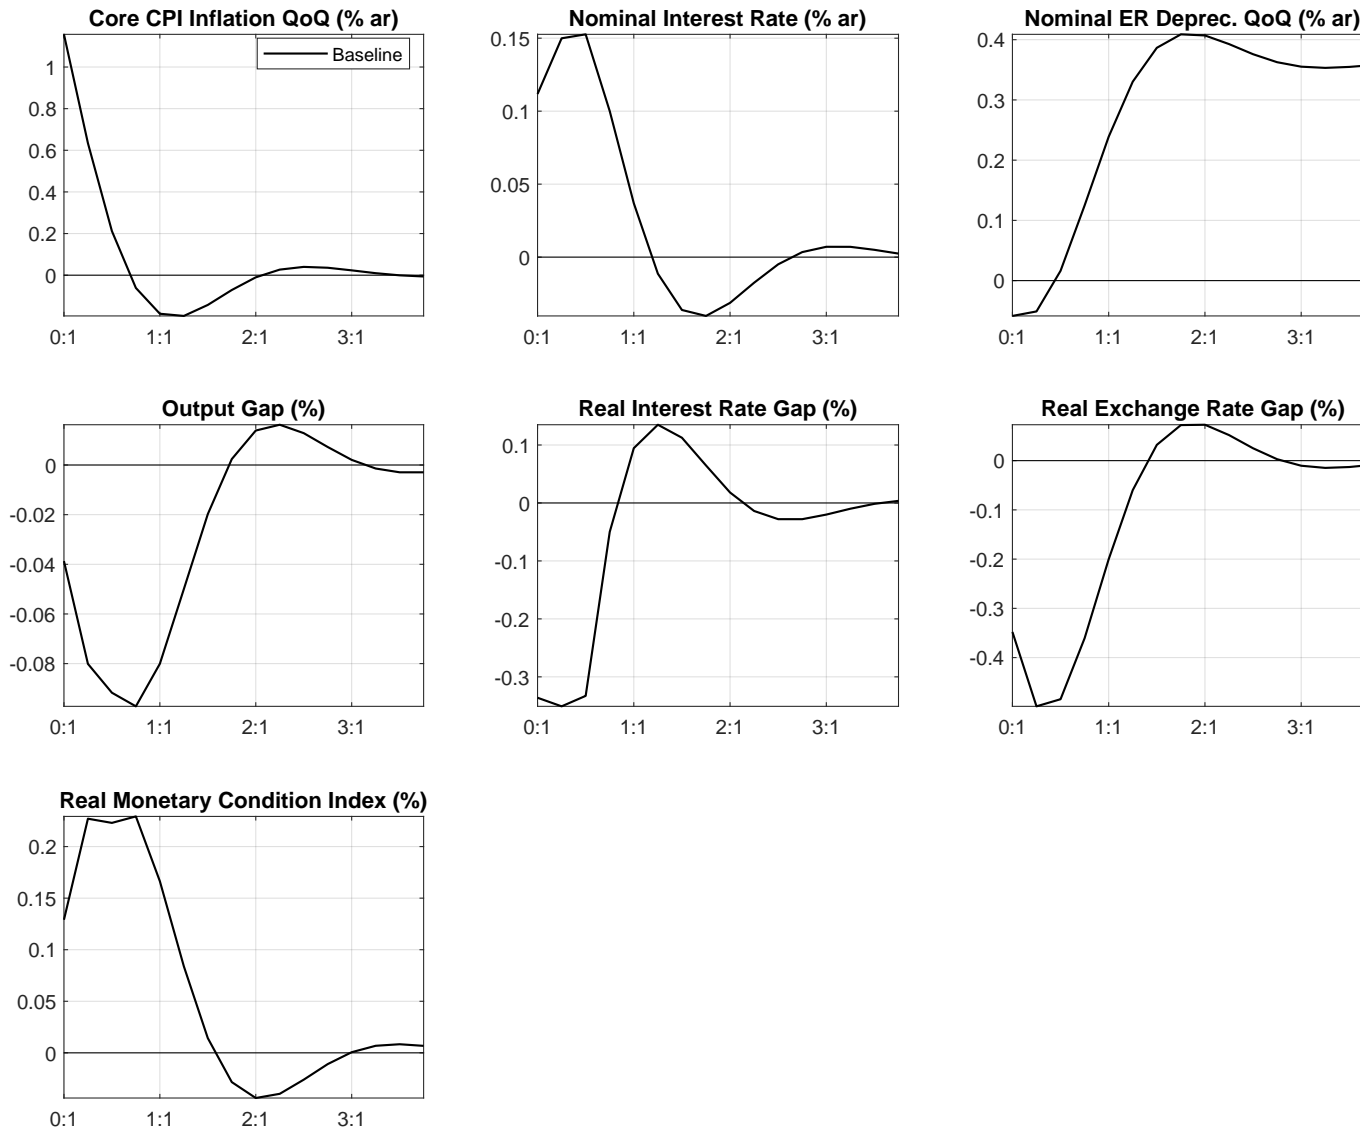 Core CPI Inflation QoQ (% ar)
Baseline
1
0.8
0.6
0.4
0.2
0
0:1 1:1 2:1 3:1
Nominal Interest Rate (% ar)
0.15
0.1
0.05
0
0:1 1:1 2:1 3:1
Nominal ER Deprec. QoQ (% ar)
0.4
0.3
0.2
0.1
0
0:1 1:1 2:1 3:1
Output Gap (%)
0
-0.02
-0.04
-0.06
-0.08
0:1 1:1 2:1 3:1
Real Interest Rate Gap (%)
0.1
0
-0.1
-0.2
-0.3
0:1 1:1 2:1 3:1
Real Exchange Rate Gap (%)
0
-0.1
-0.2
-0.3
-0.4
0:1 1:1 2:1 3:1
Real Monetary Condition Index (%)
0.2
0.15
0.1
0.05
0
0:1 1:1 2:1 3:1